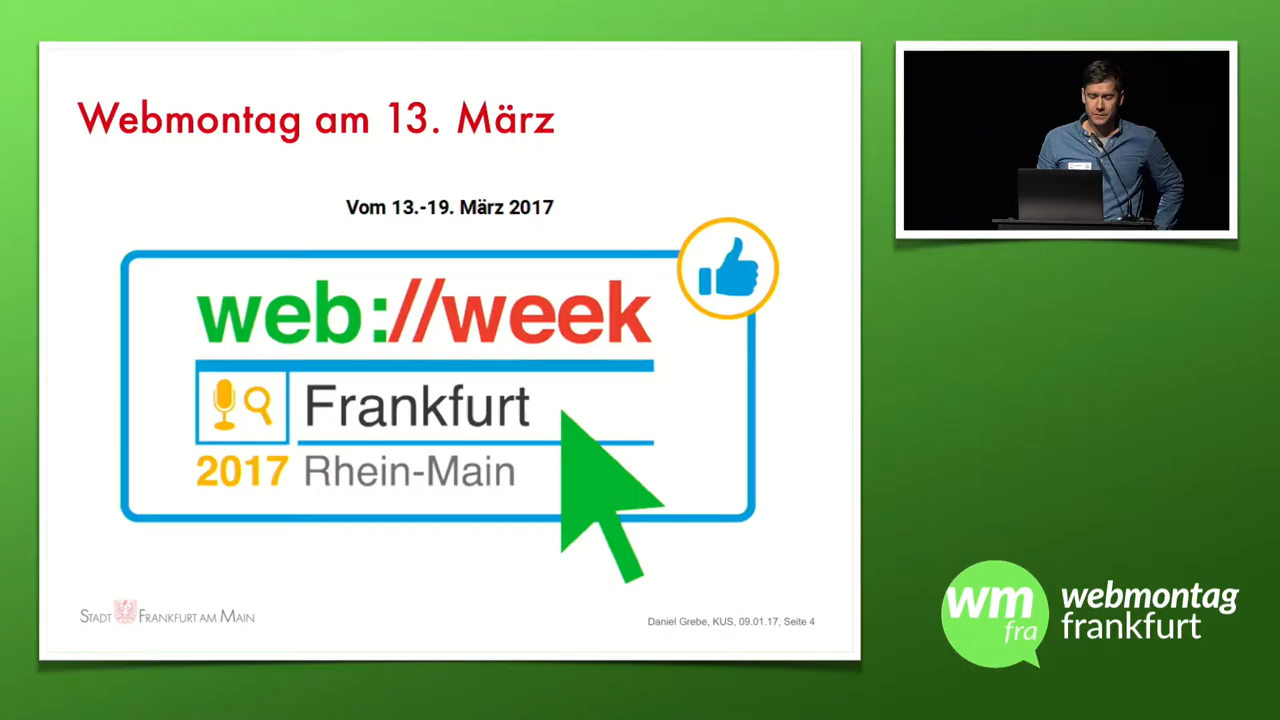 Webmontag am 13. März
Vom 13.-19. März 2017
web://week
Frankfurt
2017 Rhein-Main
STADT FRANKFURT AM MAIN
Daniel Grebe, KUS, 09.01.17, Seite 4
wm
fra
webmontag
frankfurt